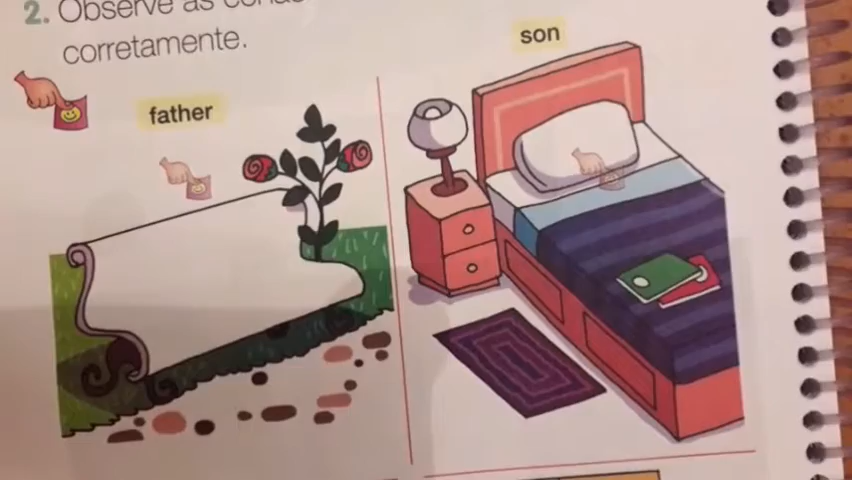 2. Observe as
corretamente.
son
father